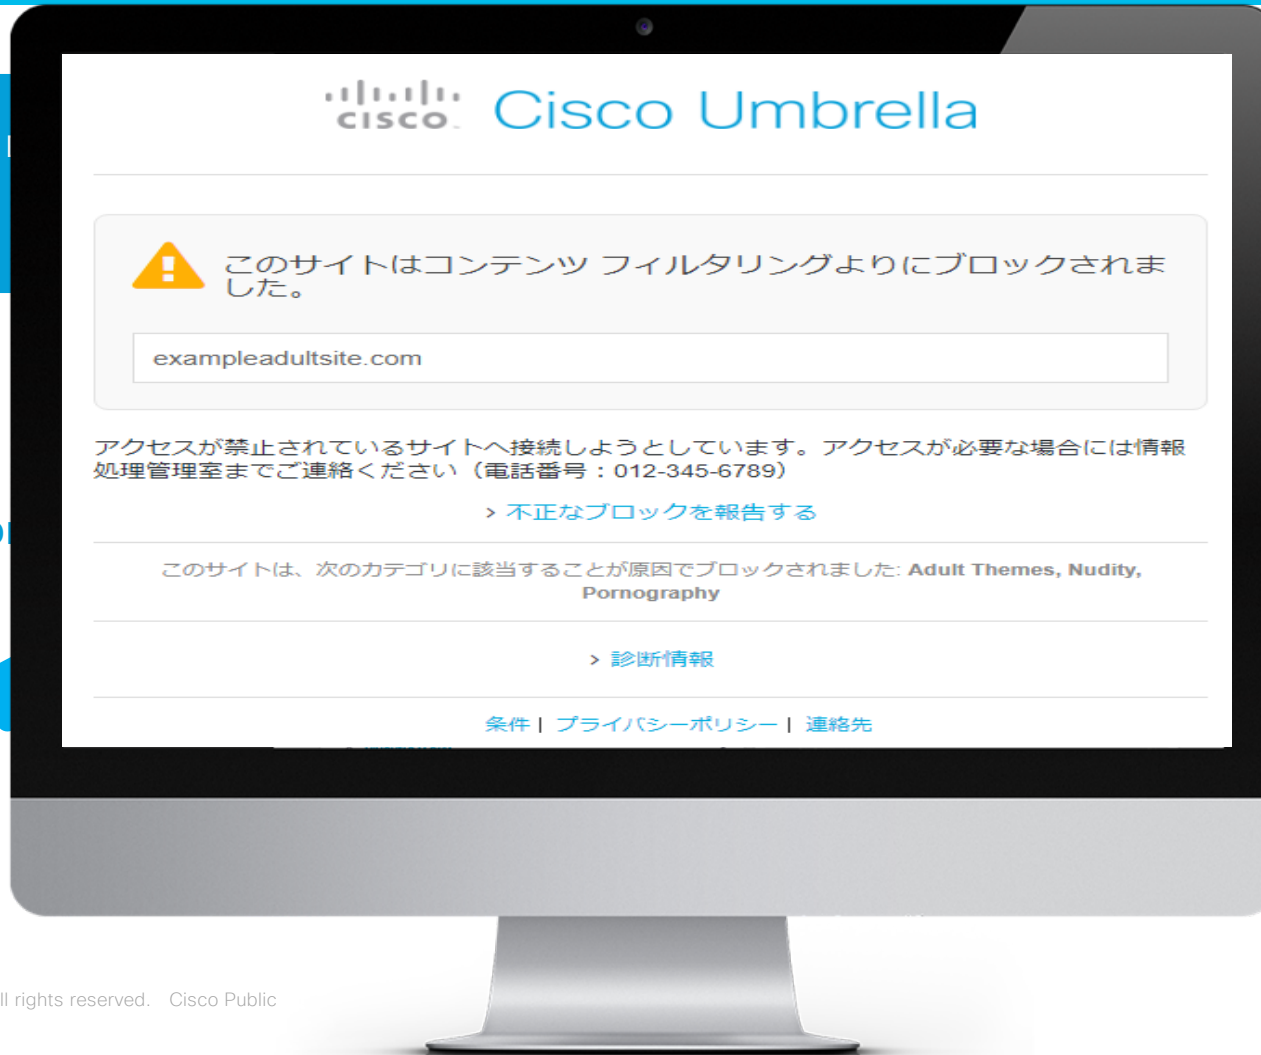 cisco. Cisco Umbrella
このサイトはコンテンツ フィルタリングよりにブロックされま
した。
exampleadultsite.com
アクセスが禁止されているサイトへ接続しようとしています。アクセスが必要な場合には情報
処理管理室までご連絡ください（電話番号：012-345-6789）
> 不正なブロックを報告する
このサイトは、次のカテゴリに該当することが原因でブロックされました: Adult Themes, Nudity,
Pornography
> 診断情報
条件 | プライバシーポリシー | 連絡先
ll rights reserved. Cisco Public